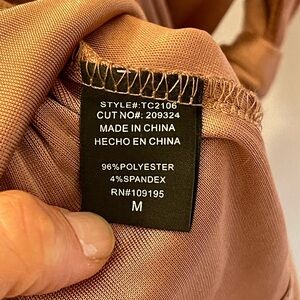 STYLE#:TC2106
CUT NO#: 209324
MADE IN CHINA
HECHO EN CHINA
96%POLYESTER
4%SPANDEX
RN#109195
M